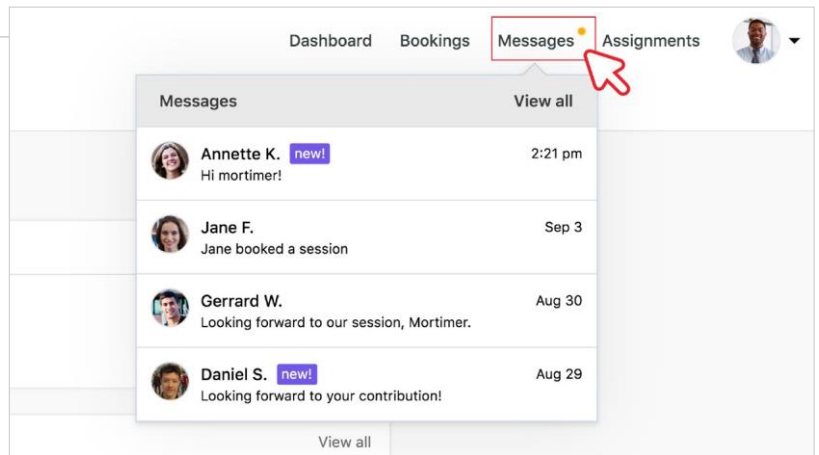 Dashboard Bookings Messages Assignments
Messages View all
Annette K. new! 2:21 pm
Hi mortimer!
Jane F. Sep 3
Jane booked a session
Gerrard W. Aug 30
Looking forward to our session, Mortimer.
Daniel S. new! Aug 29
Looking forward to your contribution!
View all